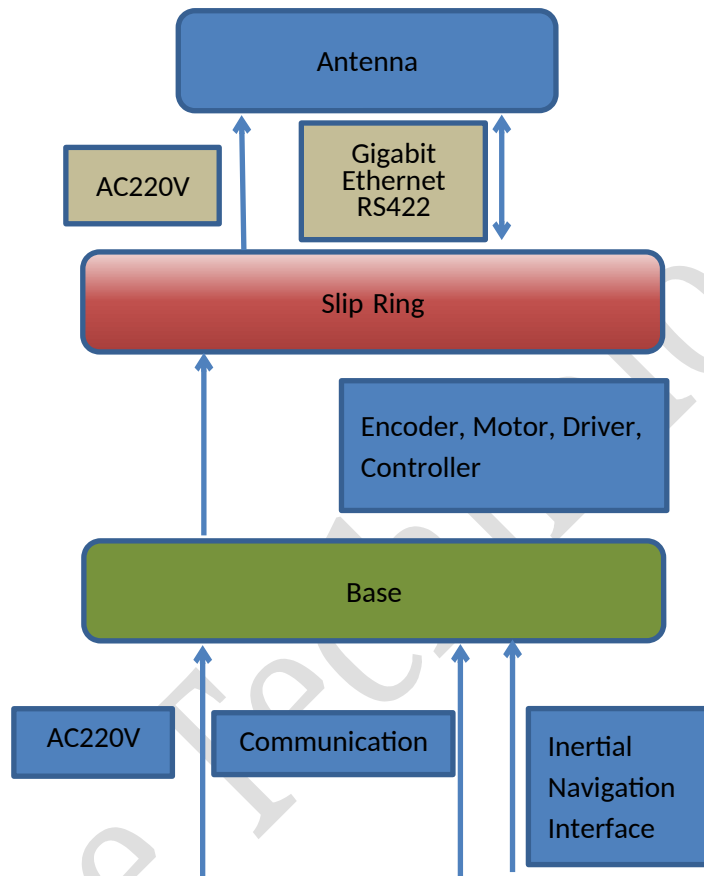 Antenna
AC220V
Gigabit
Ethernet
RS422
Slip Ring
Encoder, Motor, Driver,
Controller
Base
AC220V
Communication
Inertial
Navigation
Interface